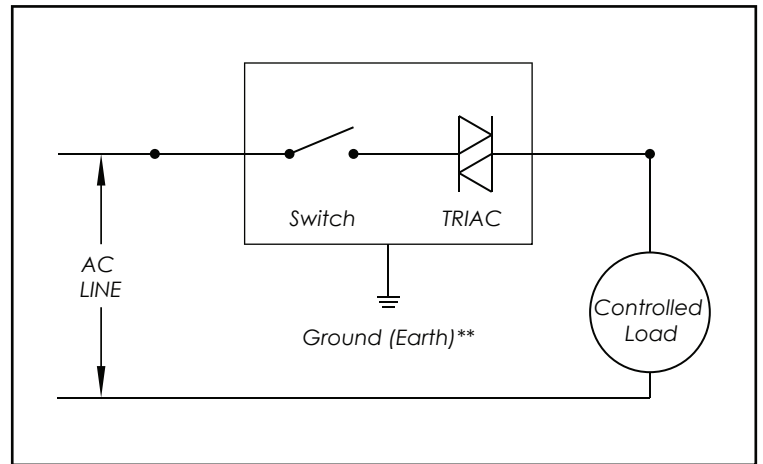 Switch
TRIAC
AC
LINE
Ground (Earth)**
Controlled
Load